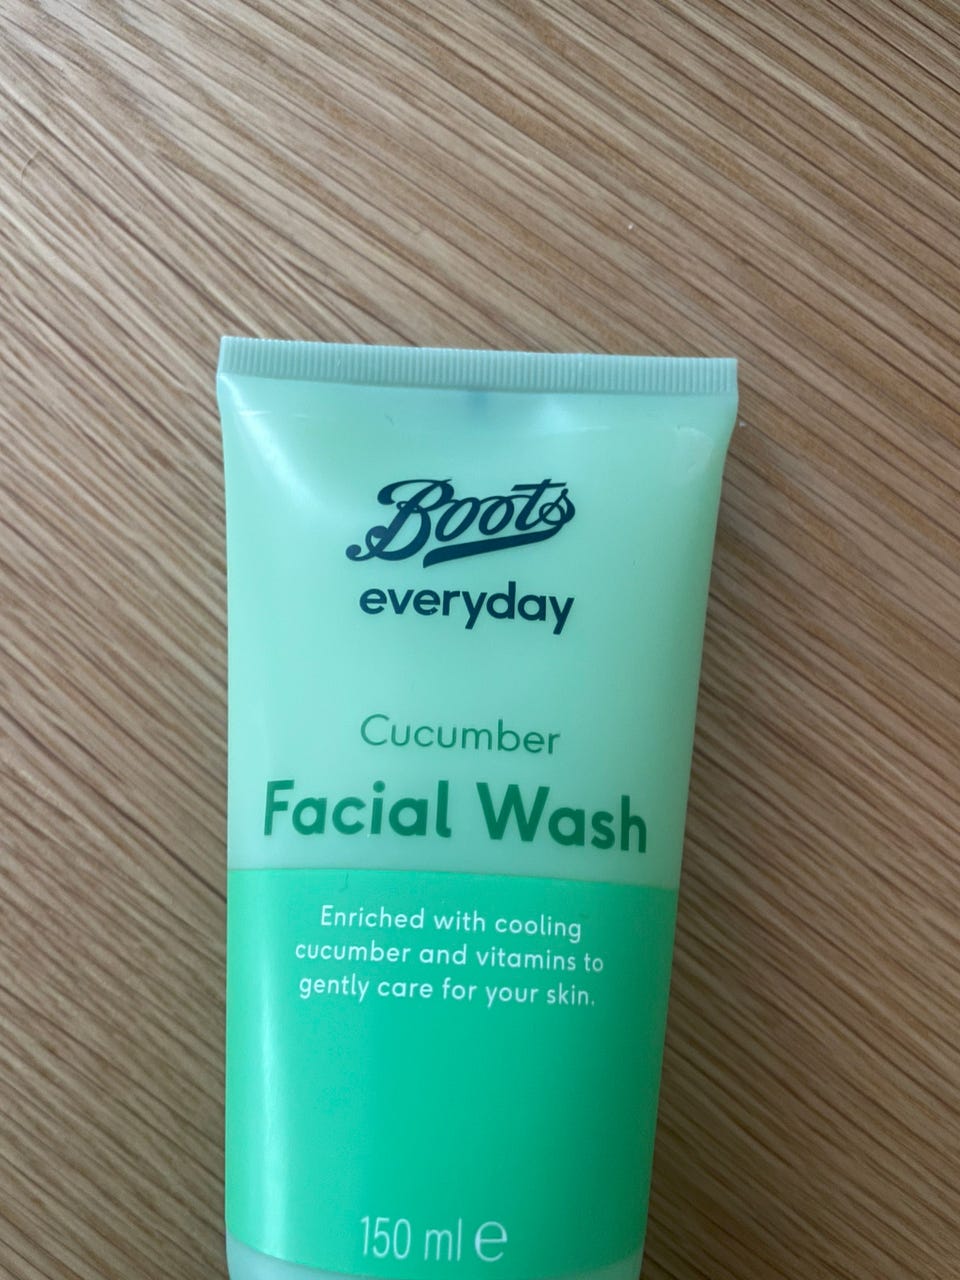 Boots
everyday
Cucumber
Facial Wash
Enriched with cooling
cucumber and vitamins to
gently care for your skin.
150 ml ℮